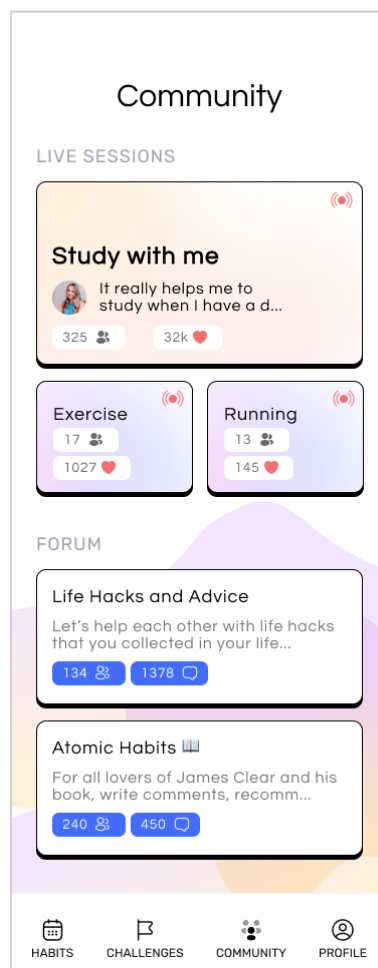 Community
LIVE SESSIONS
Study with me
It really helps me to
study when I have a d...
325
32k
Exercise
17
1027
Running
13
145
FORUM
Life Hacks and Advice
Let's help each other with life hacks
that you collected in your life...
134
1378
Atomic Habits
For all lovers of James Clear and his
book, write comments, recomm...
240
450
HABITS
CHALLENGES
COMMUNITY
PROFILE